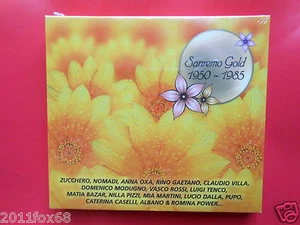 Sanremo Gold
1950 ~ 1985
ZUCCHERO, NOMADI, ANNA OXA, RINO GAETANO, CLAUDIO VILLA,
DOMENICO MODUGNO, VASCO ROSSI, LUIGI TENCO,
MATIA BAZAR, NILLA PIZZI, MIA MARTINI, LUCIO DALLA, PUPO,
CATERINA CASELLI, ALBANO & ROMINA POWER...
2011fox68